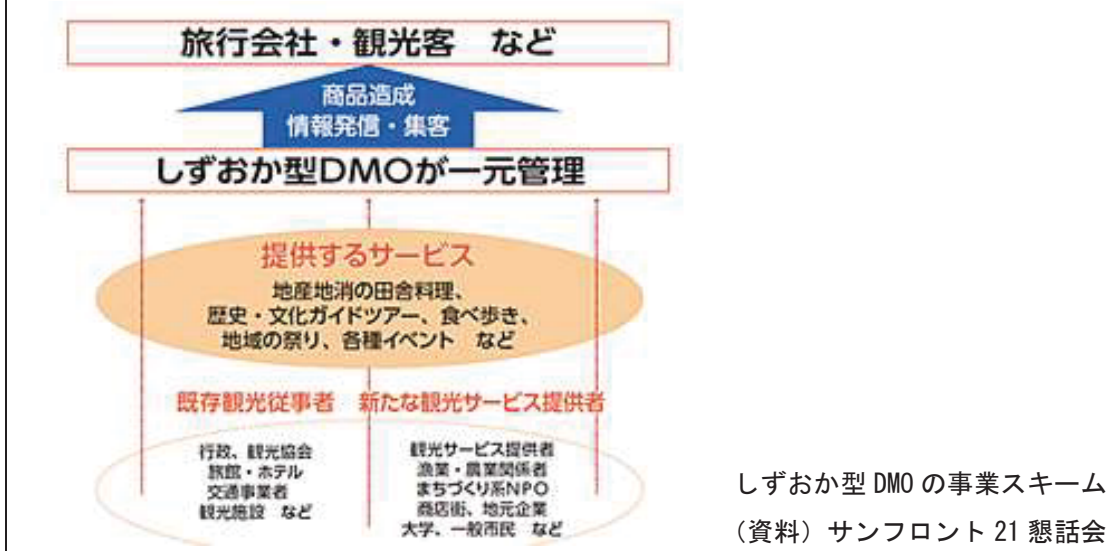 旅行会社・観光客　など
商品造成
情報発信・集客
しずおか型DMOが一元管理
提供するサービス
地産地消の田舎料理、
歴史・文化ガイドツアー、食べ歩き、
地域の祭り、各種イベント　など
既存観光従事者　新たな観光サービス提供者
行政、観光協会
旅館・ホテル
交通事業者
観光施設　など
観光サービス提供者
漁業・農業関係者
まちづくり系NPO
商店街、地元企業
大学、一般市民　など
しずおか型 DMO の事業スキーム
（資料）サンフロント 21 懇話会